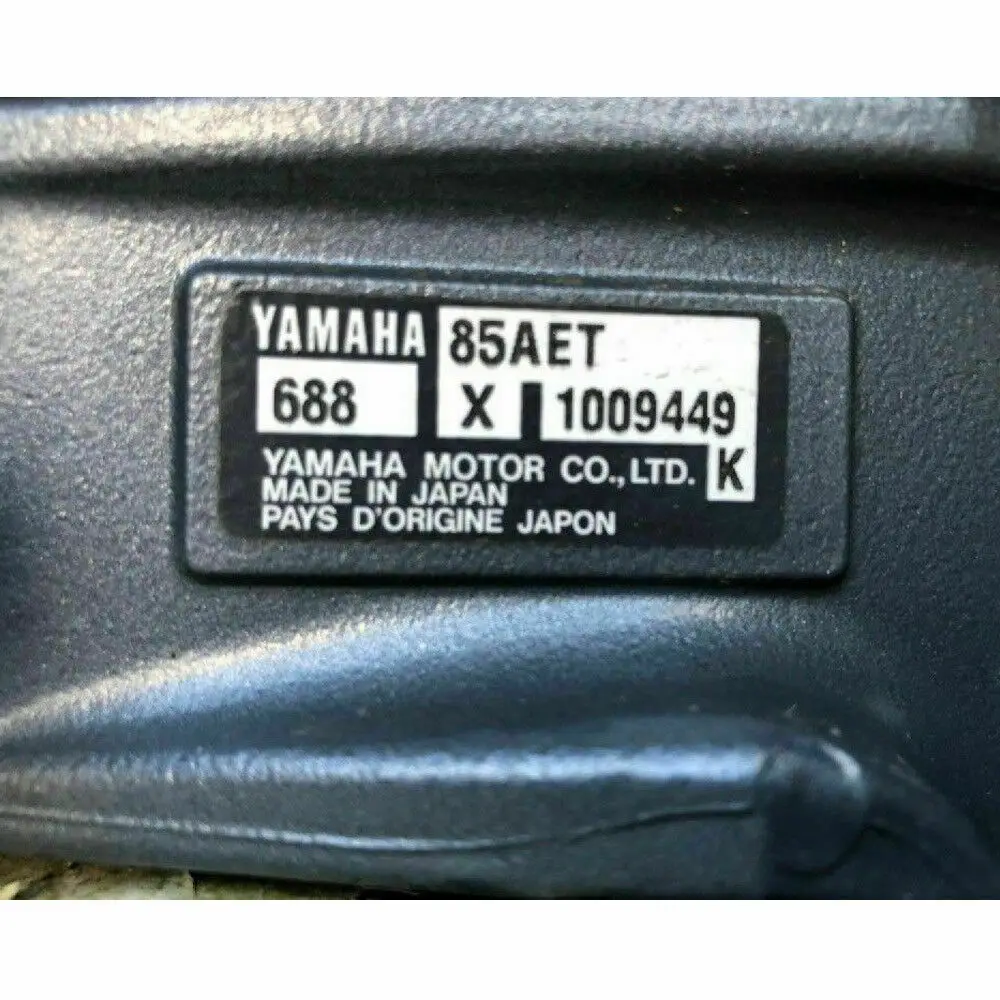 YAMAHA 85AET
688 X 1009449
YAMAHA MOTOR CO.,LTD. K
MADE IN JAPAN
PAYS D'ORIGINE JAPON